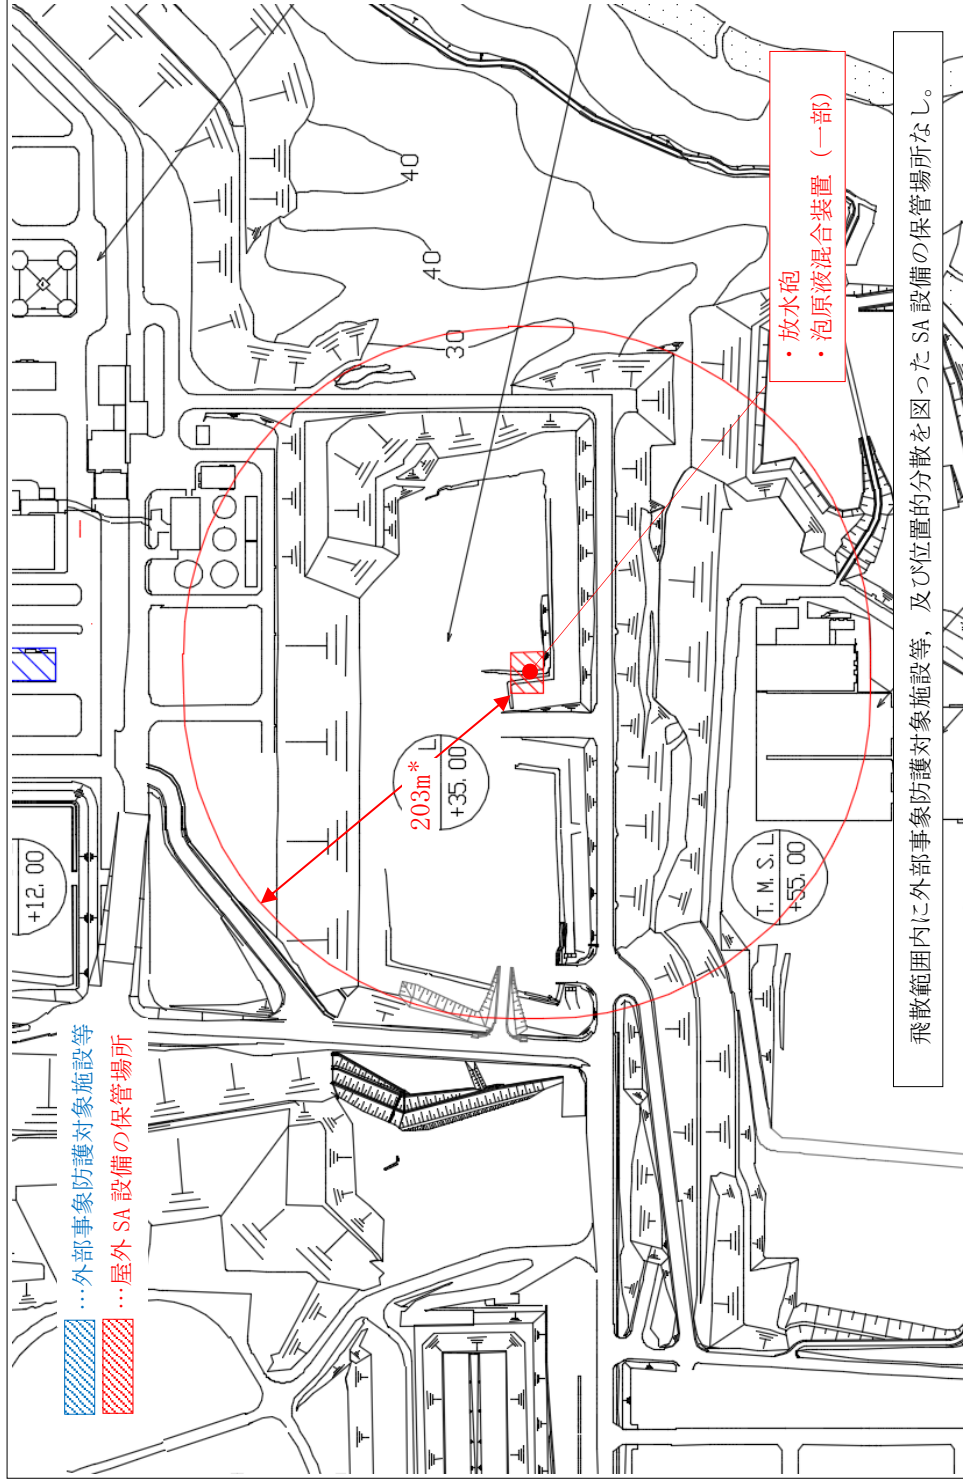 …外部事象防護対象施設等
…屋外 SA 設備の保管場所
+12.00
L
+35.00
203m*
T.M.S.L
+55.00
40
40
30
・放水砲
・泡原液混合装置（一部）
飛散範囲内に外部事象防護対象施設等，及び位置的分散を図った SA 設備の保管場所なし。